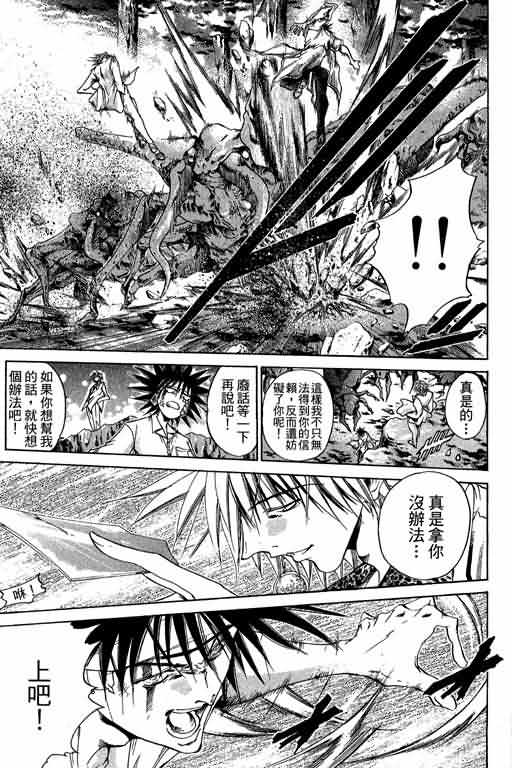 !!
真是的…
這樣我不只無
法得到你的信
賴，反而還妨
礙了你呢！
廢話等一下
再說吧！
如果你想幫我
的話，就快想
個辦法吧！
真是拿你
沒辦法…
咻！
上吧！